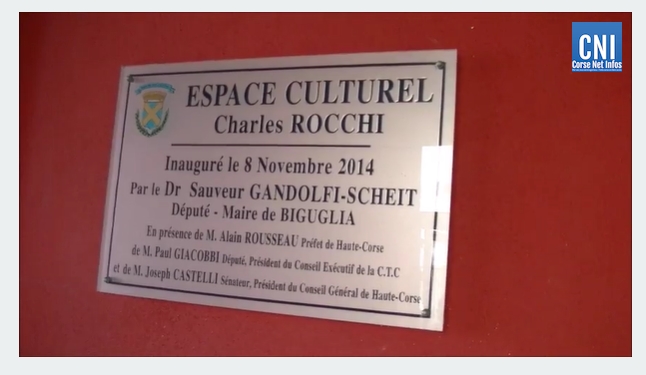 CNI
Corse Net Infos
ESPACE CULTUREL
Charles ROCCHI
Inauguré le 8 Novembre 2014
Par le Dr Sauveur GANDOLFI-SCHEIT
Député - Maire de BIGUGLIA
En présence de M. Alain ROUSSEAU Préfet de Haute-Corse
de M. Paul GIACOBBI Député, Président du Conseil Exécutif de la C.T.C
et de M. Joseph CASTELLI Sénateur, Président du Conseil Général de Haute-Corse